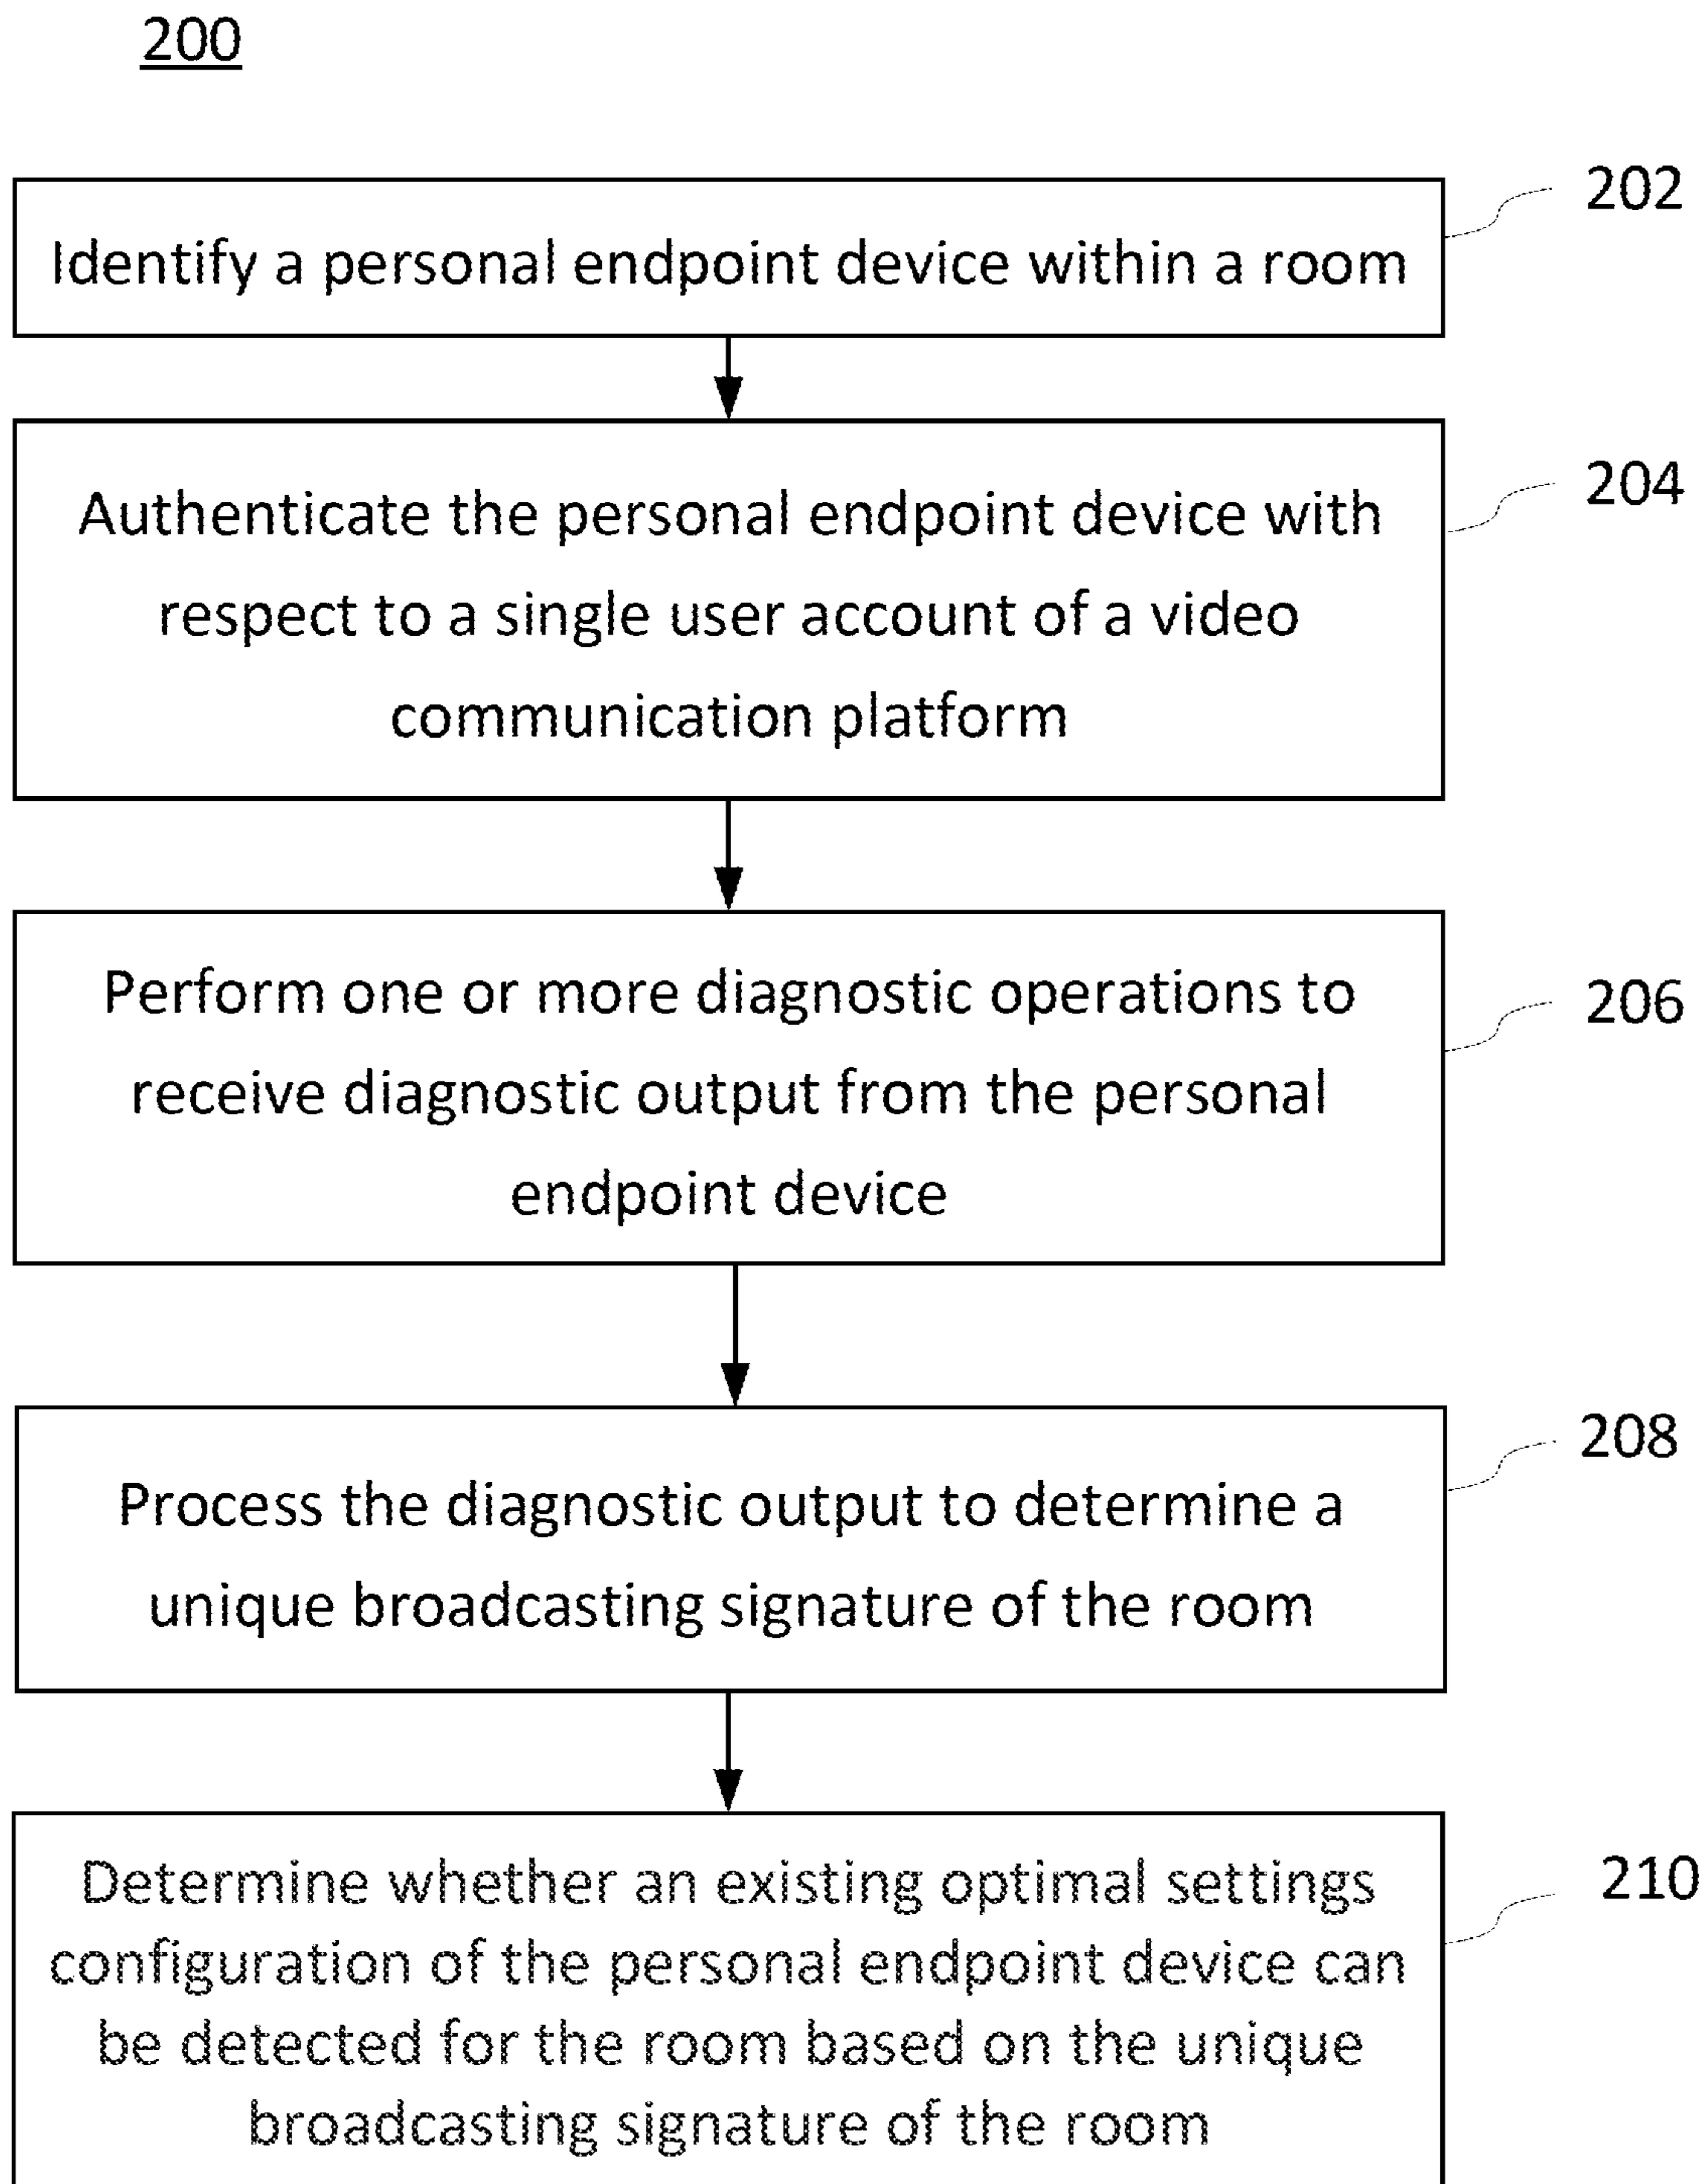 200
202
Identify a personal endpoint device within a room
204
Authenticate the personal endpoint device with
respect to a single user account of a video
communication platform
206
Perform one or more diagnostic operations to
receive diagnostic output from the personal
endpoint device
208
Process the diagnostic output to determine a
unique broadcasting signature of the room
210
Determine whether an existing optimal settings
configuration of the personal endpoint device can
be detected for the room based on the unique
broadcasting signature of the room